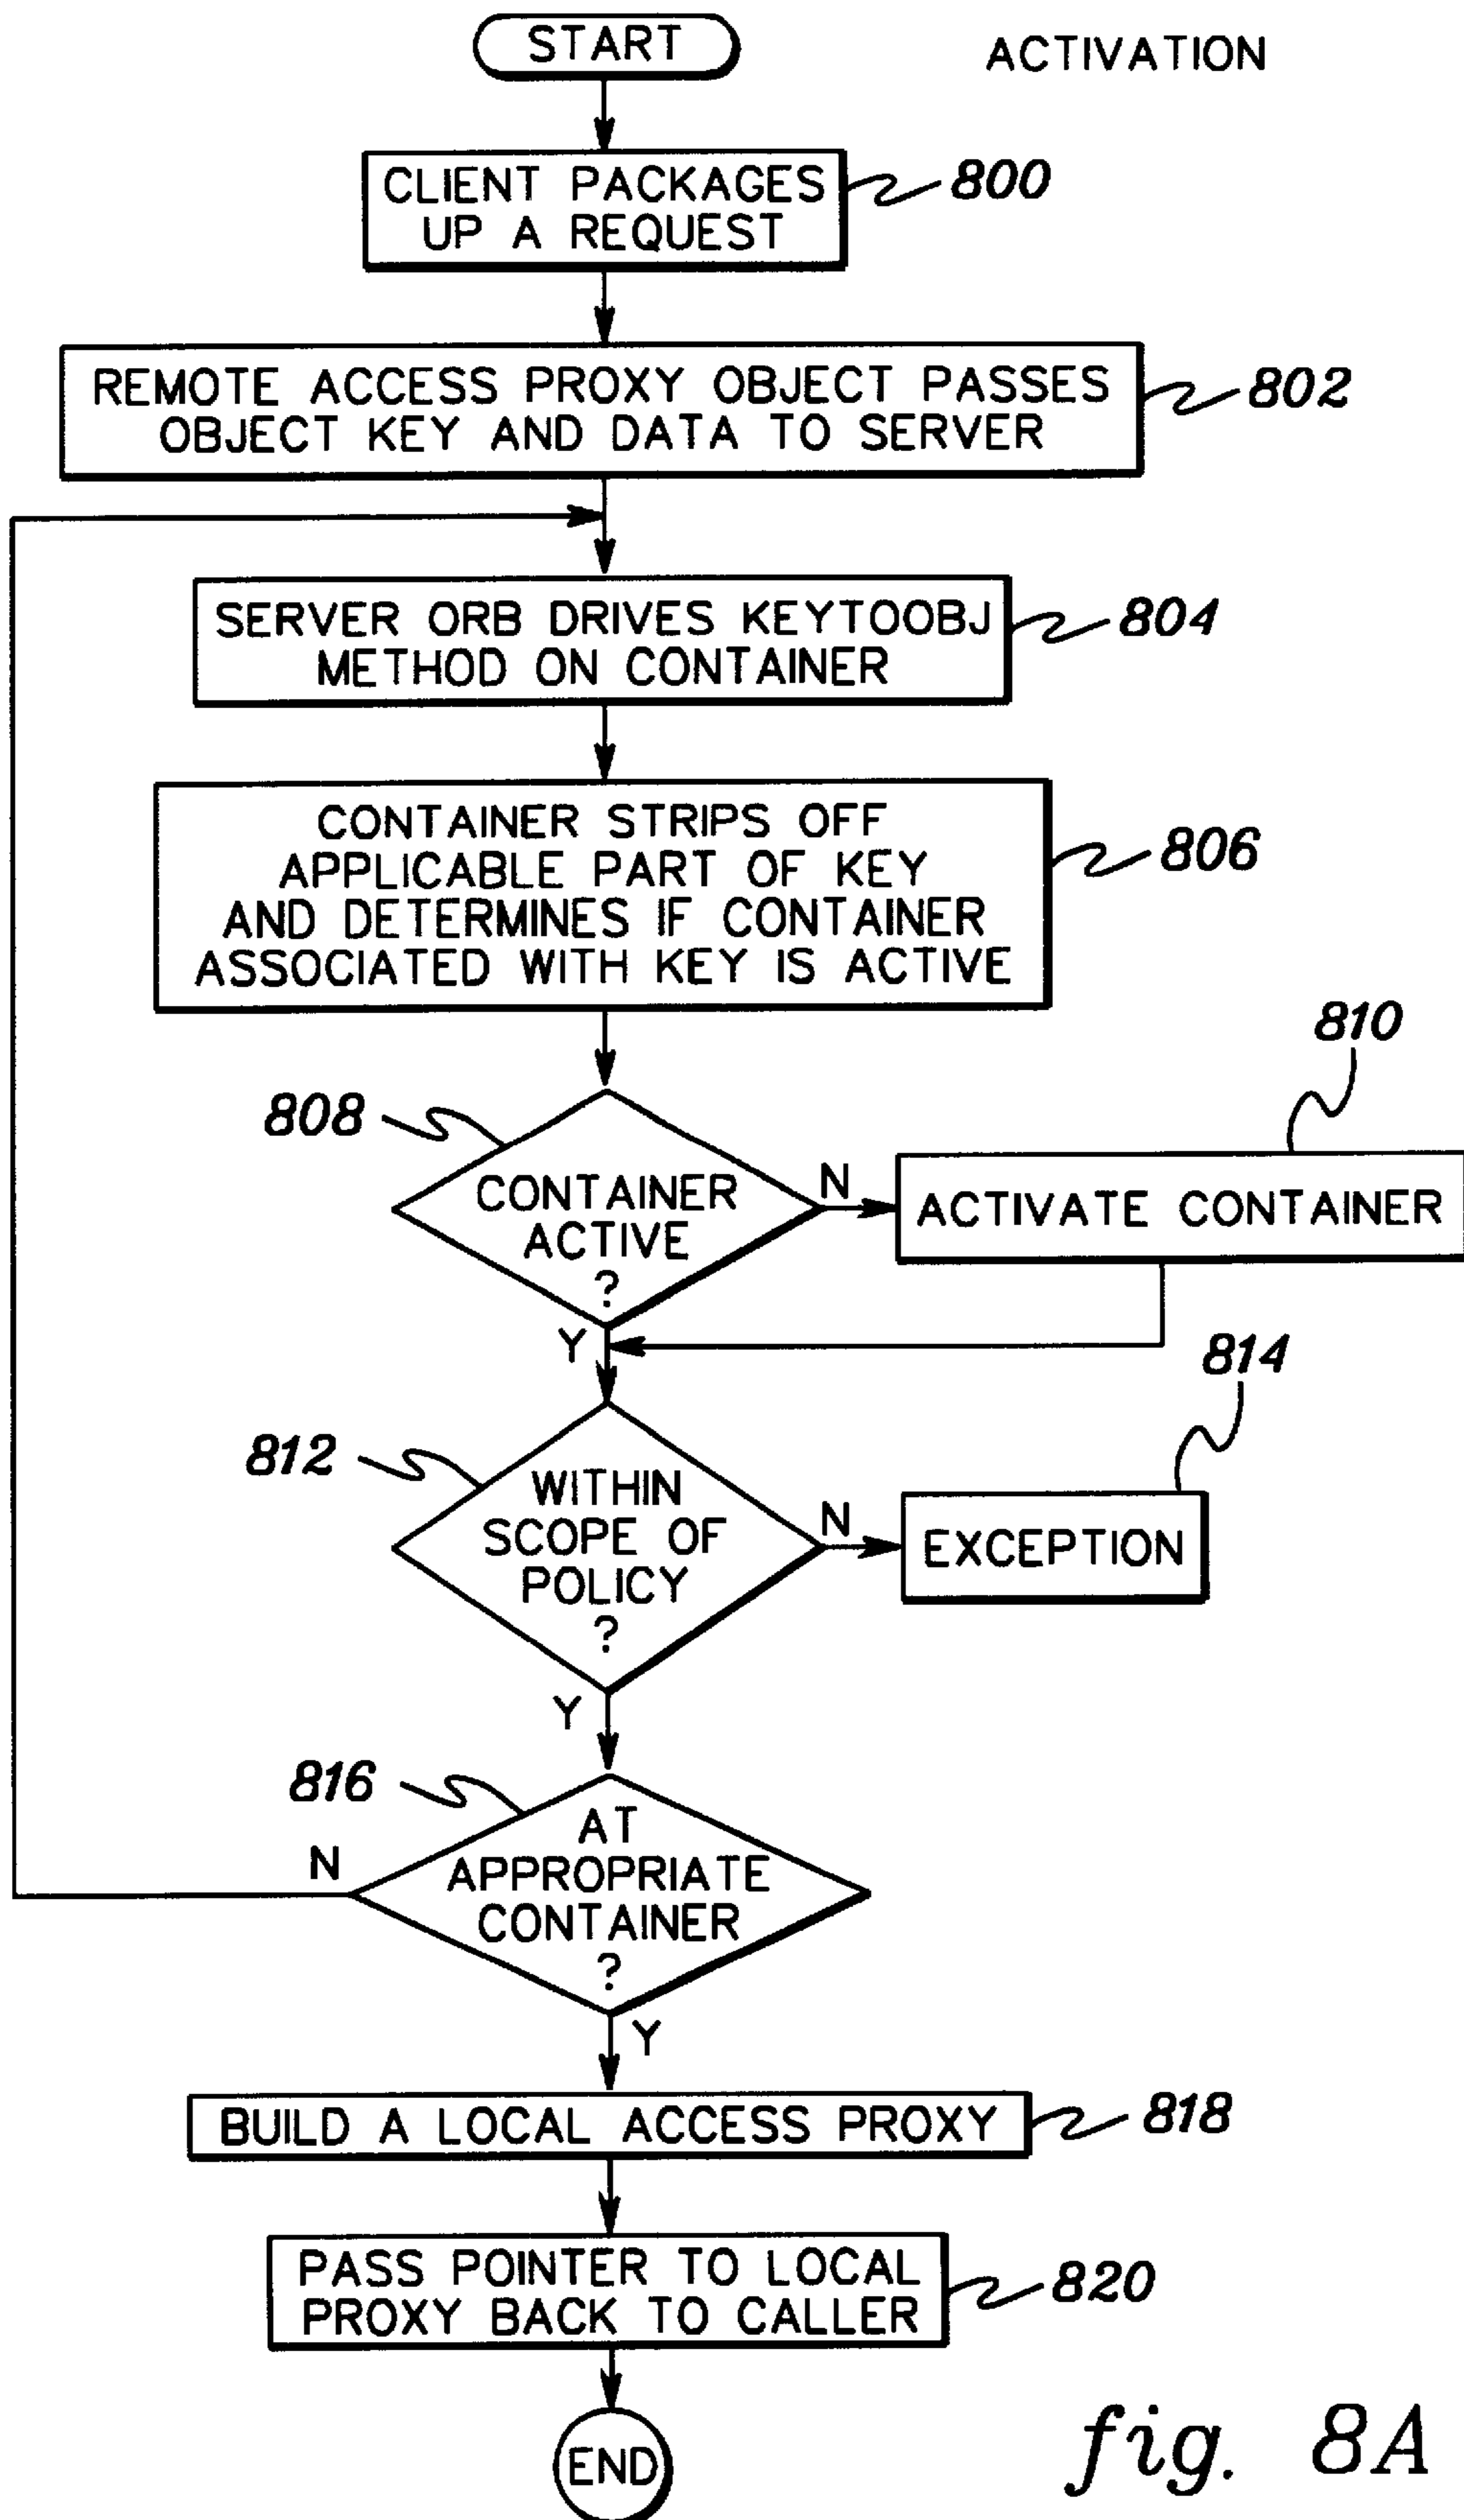 START
ACTIVATION
CLIENT PACKAGES
UP A REQUEST
800
REMOTE ACCESS PROXY OBJECT PASSES
OBJECT KEY AND DATA TO SERVER
802
SERVER ORB DRIVES KEYTOOBJ
METHOD ON CONTAINER
804
CONTAINER STRIPS OFF
APPLICABLE PART OF KEY
AND DETERMINES IF CONTAINER
ASSOCIATED WITH KEY IS ACTIVE
806
808
CONTAINER
ACTIVE
?
N
810
ACTIVATE CONTAINER
Y
812
WITHIN
SCOPE OF
POLICY
?
N
814
EXCEPTION
Y
816
AT
APPROPRIATE
CONTAINER
?
N
Y
BUILD A LOCAL ACCESS PROXY
818
PASS POINTER TO LOCAL
PROXY BACK TO CALLER
820
END
fig. 8A